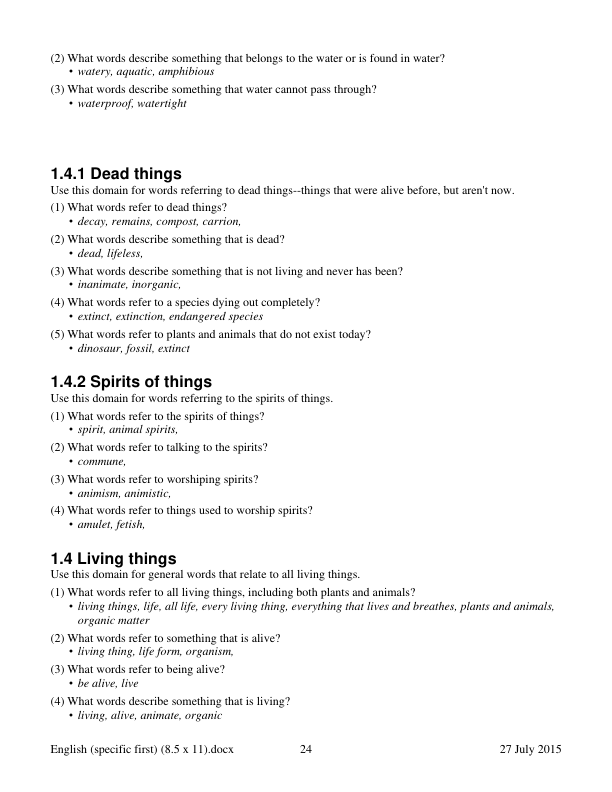 (2) What words describe something that belongs to the water or is found in water?
• watery, aquatic, amphibious
(3) What words describe something that water cannot pass through?
• waterproof, watertight
1.4.1 Dead things
Use this domain for words referring to dead things--things that were alive before, but aren't now.
(1) What words refer to dead things?
• decay, remains, compost, carrion,
(2) What words describe something that is dead?
• dead, lifeless,
(3) What words describe something that is not living and never has been?
• inanimate, inorganic,
(4) What words refer to a species dying out completely?
• extinct, extinction, endangered species
(5) What words refer to plants and animals that do not exist today?
• dinosaur, fossil, extinct
1.4.2 Spirits of things
Use this domain for words referring to the spirits of things.
(1) What words refer to the spirits of things?
• spirit, animal spirits,
(2) What words refer to talking to the spirits?
• commune,
(3) What words refer to worshiping spirits?
• animism, animistic,
(4) What words refer to things used to worship spirits?
• amulet, fetish,
1.4 Living things
Use this domain for general words that relate to all living things.
(1) What words refer to all living things, including both plants and animals?
• living things, life, all life, every living thing, everything that lives and breathes, plants and animals,
organic matter
(2) What words refer to something that is alive?
• living thing, life form, organism,
(3) What words refer to being alive?
• be alive, live
(4) What words describe something that is living?
• living, alive, animate, organic
English (specific first) (8.5 x 11).docx 24 27 July 2015